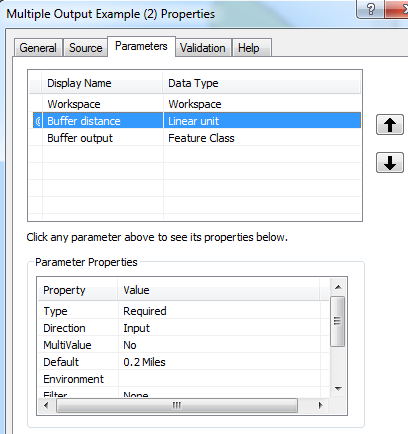 Multiple Output Example (2) Properties
General Source Parameters Validation Help
Display Name Data Type
Workspace Workspace
Buffer distance Linear unit
Buffer output Feature Class
Click any parameter above to see its properties below.
Parameter Properties
Property Value
Type Required
Direction Input
MultiValue No
Default 0.2 Miles
Environment
Filter None